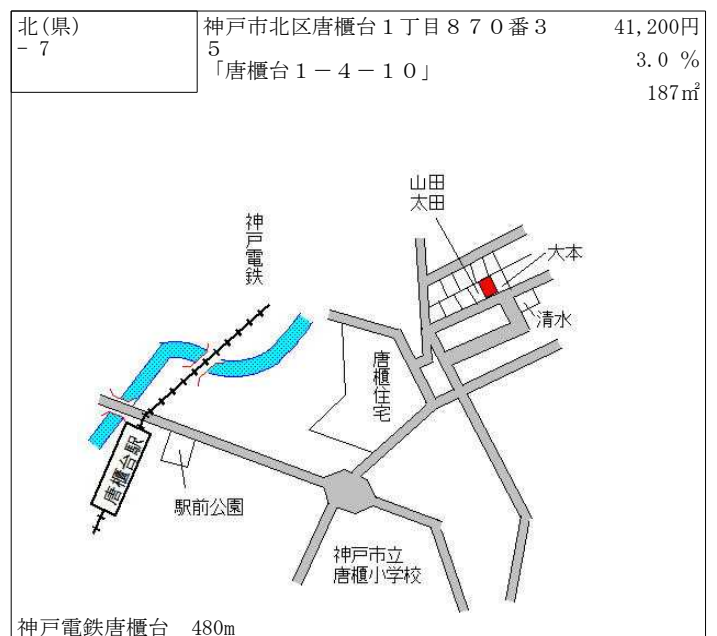 北(県)
- 7
神戸市北区唐櫃台１丁目８７０番３
５
「唐櫃台１－４－１０」
41,200円
3.0 %
187㎡
山田
太田
神戸電鉄
大本
清水
唐櫃住宅
唐櫃台駅
駅前公園
神戸市立
唐櫃小学校
神戸電鉄唐櫃台　480m